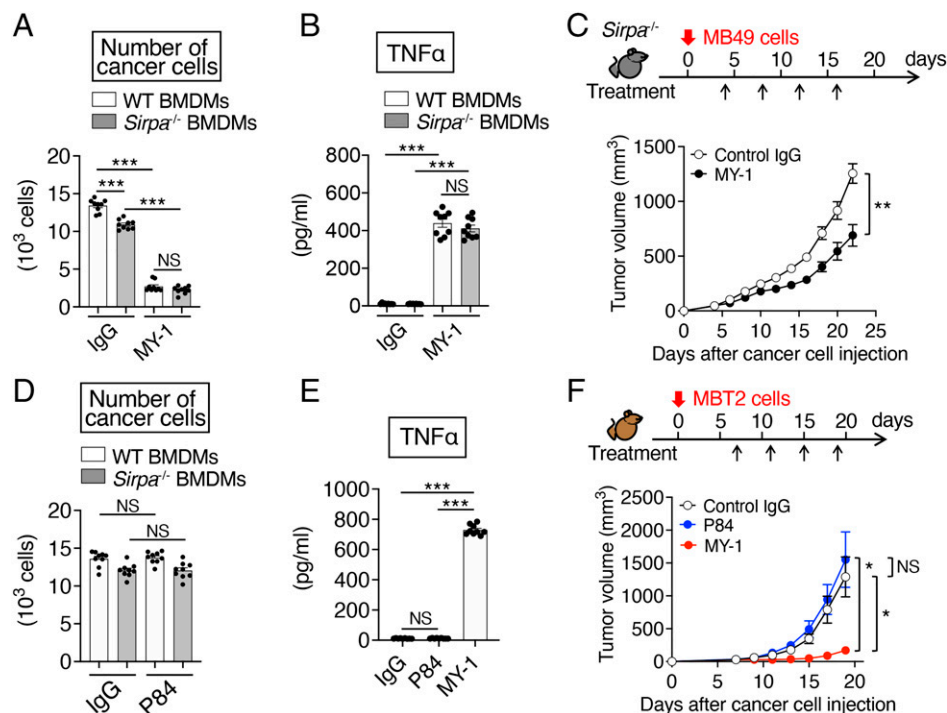 A
Number of
cancer cells
WT BMDMs
Sirpa-/- BMDMs
***
***
***
NS
15
10
5
0
(10³ cells)
IgG
MY-1
B
TNFα
***
***
NS
800
600
400
200
0
(pg/ml)
IgG
MY-1
C
Sirpa-/-
MB49 cells
0 5 10 15 20 days
Treatment
Control IgG
MY-1
**
1500
1000
500
0
Tumor volume (mm³)
0 5 10 15 20 25
Days after cancer cell injection
D
Number of
cancer cells
WT BMDMs
Sirpa-/- BMDMs
NS
NS
20
15
10
5
0
(10³ cells)
IgG
P84
E
TNFα
***
***
NS
1000
800
600
400
200
0
(pg/ml)
IgG
P84
MY-1
F
MBT2 cells
0 5 10 15 20 days
Treatment
Control IgG
P84
MY-1
* NS
*
2500
2000
1500
1000
500
0
Tumor volume (mm³)
0 5 10 15 20
Days after cancer cell injection